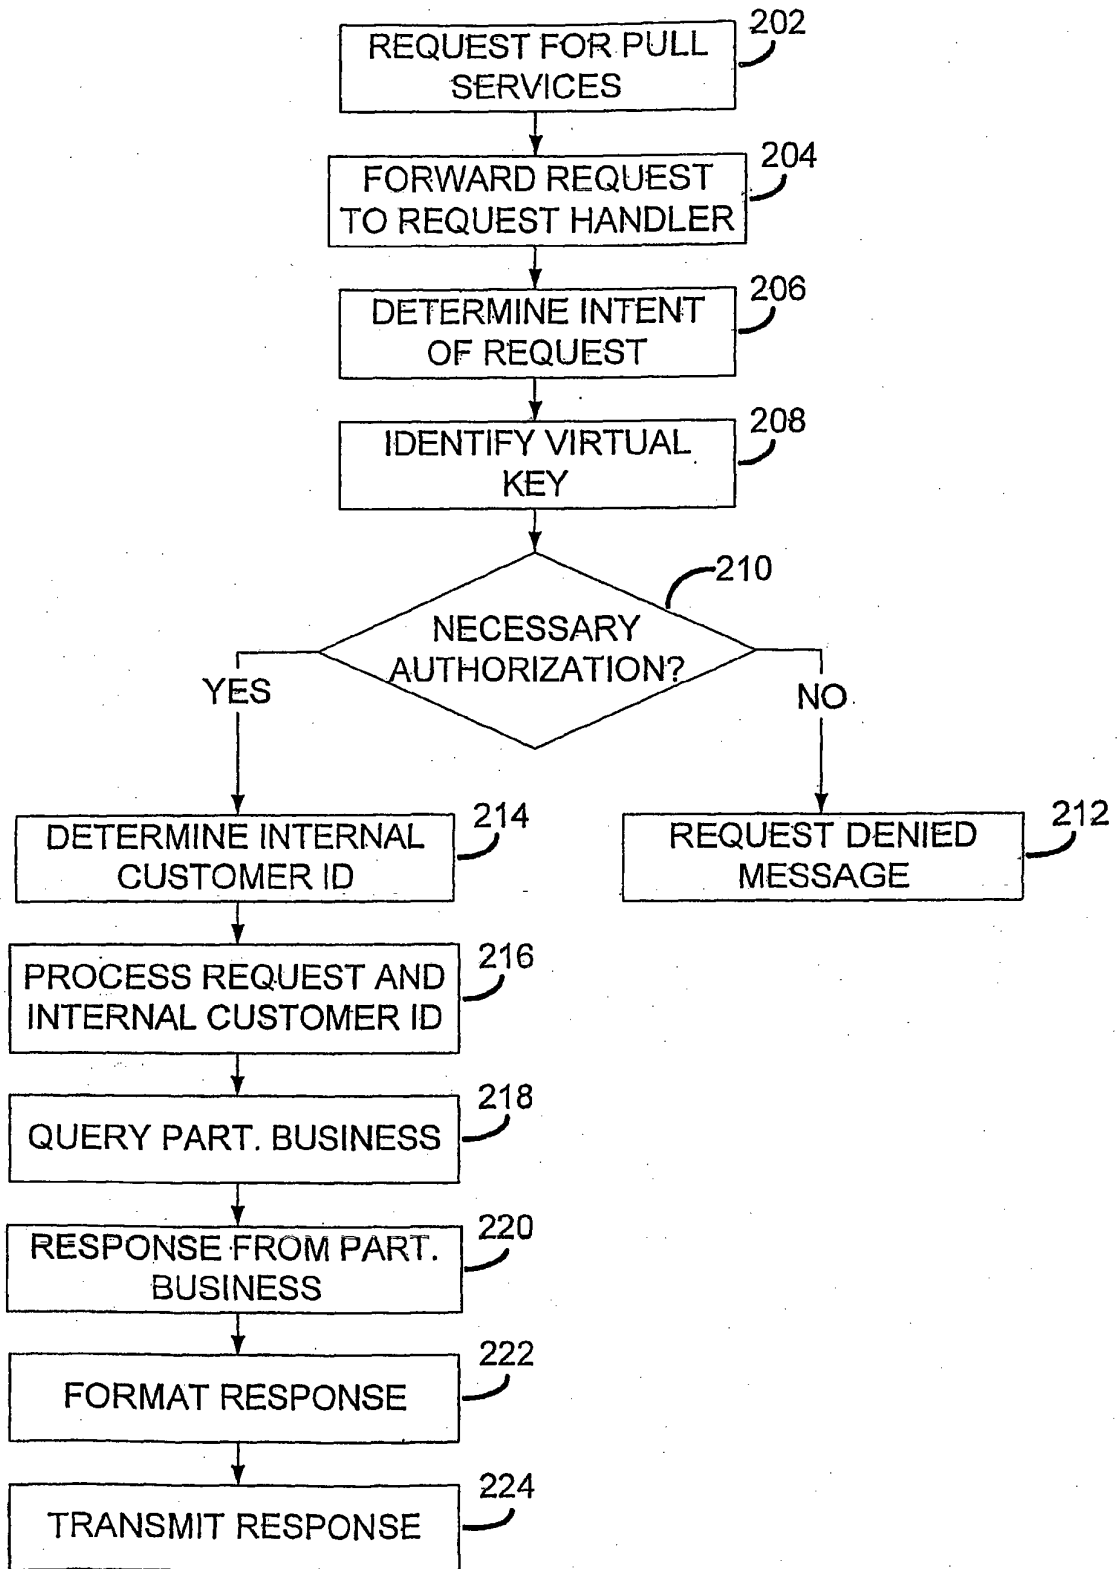 202
REQUEST FOR PULL
SERVICES
204
FORWARD REQUEST
TO REQUEST HANDLER
206
DETERMINE INTENT
OF REQUEST
208
IDENTIFY VIRTUAL
KEY
210
NECESSARY
AUTHORIZATION?
YES
NO
214
DETERMINE INTERNAL
CUSTOMER ID
212
REQUEST DENIED
MESSAGE
216
PROCESS REQUEST AND
INTERNAL CUSTOMER ID
218
QUERY PART. BUSINESS
220
RESPONSE FROM PART.
BUSINESS
222
FORMAT RESPONSE
224
TRANSMIT RESPONSE